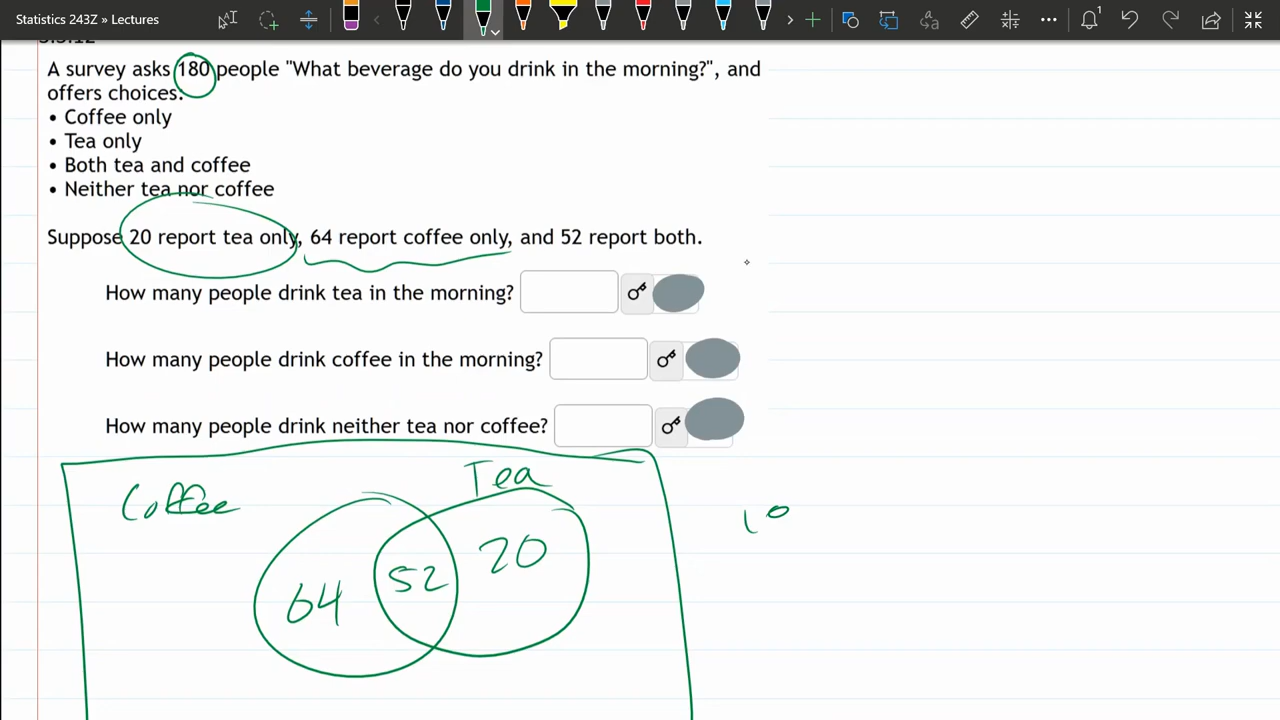 Statistics 243Z » Lectures
A survey asks 180 people "What beverage do you drink in the morning?", and
offers choices:
• Coffee only
• Tea only
• Both tea and coffee
• Neither tea nor coffee
Suppose 20 report tea only, 64 report coffee only, and 52 report both.
How many people drink tea in the morning?
How many people drink coffee in the morning?
How many people drink neither tea nor coffee?
Tea
Coffee
64 52 20